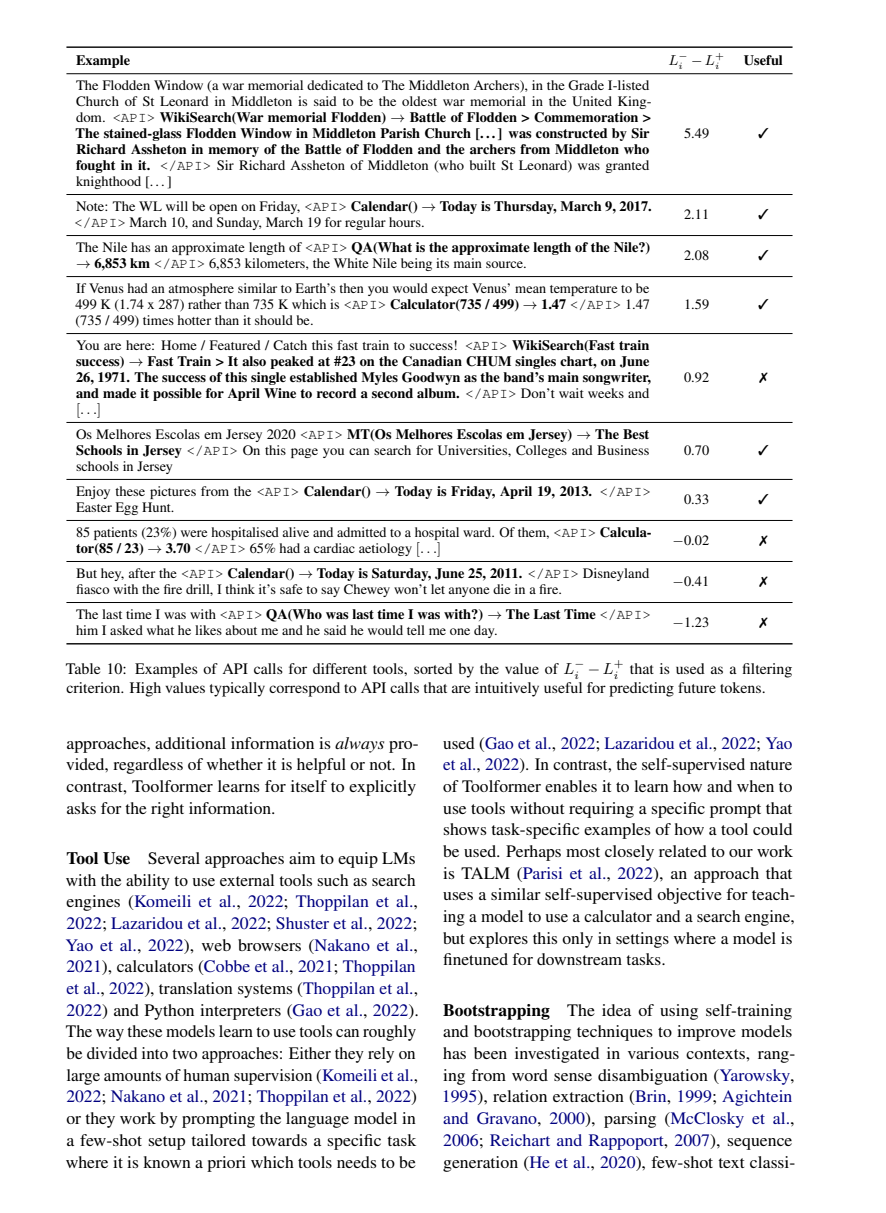 Example L_i^- − L_i^+ Useful
The Flodden Window (a war memorial dedicated to The Middleton Archers), in the Grade I-listed
Church of St Leonard in Middleton is said to be the oldest war memorial in the United King-
dom. <API> WikiSearch(War memorial Flodden) → Battle of Flodden > Commemoration >
The stained-glass Flodden Window in Middleton Parish Church [...] was constructed by Sir
Richard Assheton in memory of the Battle of Flodden and the archers from Middleton who
fought in it. </API> Sir Richard Assheton of Middleton (who built St Leonard) was granted
knighthood [...]
5.49 ✓
Note: The WL will be open on Friday, <API> Calendar() → Today is Thursday, March 9, 2017.
</API> March 10, and Sunday, March 19 for regular hours.
2.11 ✓
The Nile has an approximate length of <API> QA(What is the approximate length of the Nile?)
→ 6,853 km </API> 6,853 kilometers, the White Nile being its main source.
2.08 ✓
If Venus had an atmosphere similar to Earth's then you would expect Venus' mean temperature to be
499 K (1.74 x 287) rather than 735 K which is <API> Calculator(735 / 499) → 1.47 </API> 1.47
(735 / 499) times hotter than it should be.
1.59 ✓
You are here: Home / Featured / Catch this fast train to success! <API> WikiSearch(Fast train
success) → Fast Train > It also peaked at #23 on the Canadian CHUM singles chart, on June
26, 1971. The success of this single established Myles Goodwyn as the band's main songwriter,
and made it possible for April Wine to record a second album. </API> Don't wait weeks and
[...]
0.92 ✗
Os Melhores Escolas em Jersey 2020 <API> MT(Os Melhores Escolas em Jersey) → The Best
Schools in Jersey </API> On this page you can search for Universities, Colleges and Business
schools in Jersey
0.70 ✓
Enjoy these pictures from the <API> Calendar() → Today is Friday, April 19, 2013. </API>
Easter Egg Hunt.
0.33 ✓
85 patients (23%) were hospitalised alive and admitted to a hospital ward. Of them, <API> Calcula-
tor(85 / 23) → 3.70 </API> 65% had a cardiac aetiology [...]
−0.02 ✗
But hey, after the <API> Calendar() → Today is Saturday, June 25, 2011. </API> Disneyland
fiasco with the fire drill, I think it's safe to say Chewey won't let anyone die in a fire.
−0.41 ✗
The last time I was with <API> QA(Who was last time I was with?) → The Last Time </API>
him I asked what he likes about me and he said he would tell me one day.
−1.23 ✗
Table 10: Examples of API calls for different tools, sorted by the value of L_i^- − L_i^+ that is used as a filtering
criterion. High values typically correspond to API calls that are intuitively useful for predicting future tokens.
approaches, additional information is always pro-
vided, regardless of whether it is helpful or not. In
contrast, Toolformer learns for itself to explicitly
asks for the right information.
Tool Use Several approaches aim to equip LMs
with the ability to use external tools such as search
engines (Komeili et al., 2022; Thoppilan et al.,
2022; Lazaridou et al., 2022; Shuster et al., 2022;
Yao et al., 2022), web browsers (Nakano et al.,
2021), calculators (Cobbe et al., 2021; Thoppilan
et al., 2022), translation systems (Thoppilan et al.,
2022) and Python interpreters (Gao et al., 2022).
The way these models learn to use tools can roughly
be divided into two approaches: Either they rely on
large amounts of human supervision (Komeili et al.,
2022; Nakano et al., 2021; Thoppilan et al., 2022)
or they work by prompting the language model in
a few-shot setup tailored towards a specific task
where it is known a priori which tools needs to be
used (Gao et al., 2022; Lazaridou et al., 2022; Yao
et al., 2022). In contrast, the self-supervised nature
of Toolformer enables it to learn how and when to
use tools without requiring a specific prompt that
shows task-specific examples of how a tool could
be used. Perhaps most closely related to our work
is TALM (Parisi et al., 2022), an approach that
uses a similar self-supervised objective for teach-
ing a model to use a calculator and a search engine,
but explores this only in settings where a model is
finetuned for downstream tasks.
Bootstrapping The idea of using self-training
and bootstrapping techniques to improve models
has been investigated in various contexts, rang-
ing from word sense disambiguation (Yarowsky,
1995), relation extraction (Brin, 1999; Agichtein
and Gravano, 2000), parsing (McClosky et al.,
2006; Reichart and Rappoport, 2007), sequence
generation (He et al., 2020), few-shot text classi-